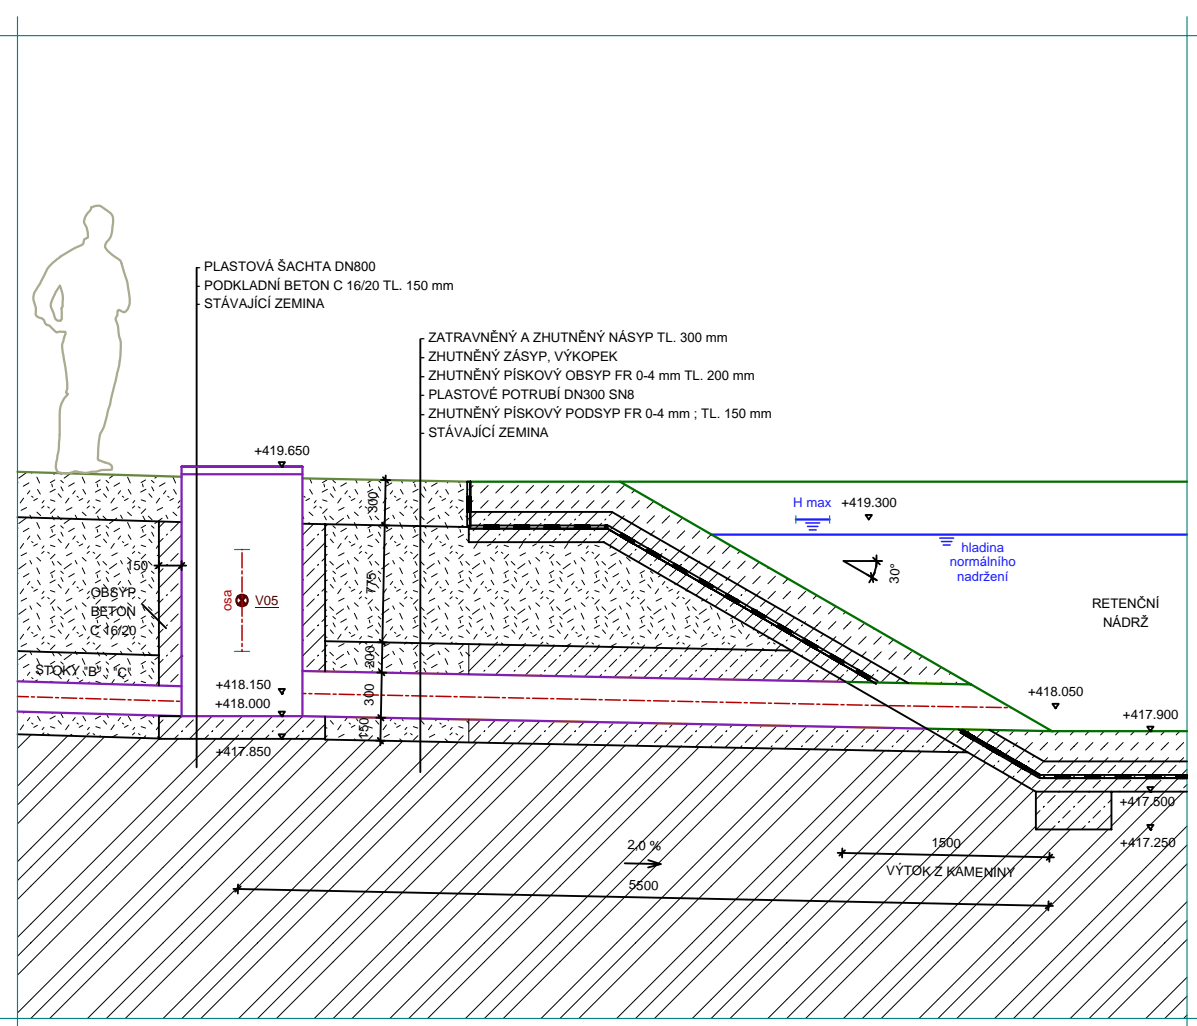 PLASTOVÁ ŠACHTA DN800
PODKLADNÍ BETON C 16/20 TL. 150 mm
STÁVAJÍCÍ ZEMINA
ZATRAVNĚNÝ A ZHUTNĚNÝ NÁSYP TL. 300 mm
ZHUTNĚNÝ ZÁSYP, VÝKOPEK
ZHUTNĚNÝ PÍSKOVÝ OBSYP FR 0-4 mm TL. 200 mm
PLASTOVÉ POTRUBÍ DN300 SN8
ZHUTNĚNÝ PÍSKOVÝ PODSYP FR 0-4 mm ; TL. 150 mm
STÁVAJÍCÍ ZEMINA
+419.650
300
H max +419.300
hladina
normálního
nadržení
30°
150
775
OBSYP
BETON
C 16/20
osa
V05
RETENČNÍ
NÁDRŽ
STOKY "B" "C"
200
+418.150
300
+418.000
+418.050
150
+417.900
+417.850
+417.500
+417.250
2,0 %
1500
VÝTOK Z KAMENINY
5500